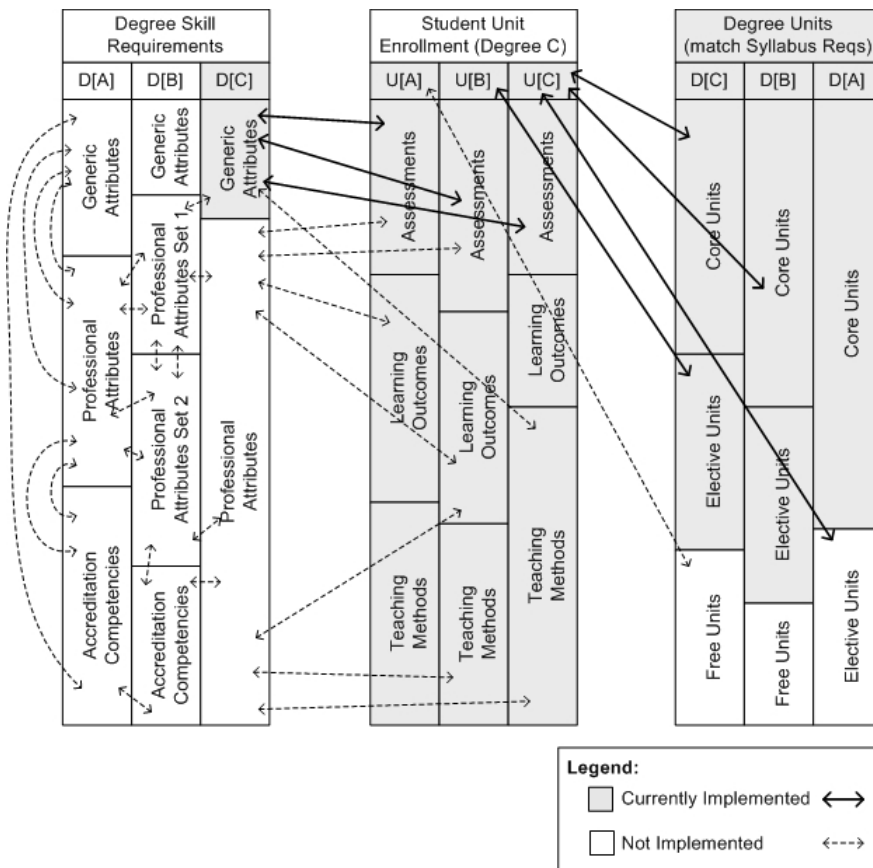 Degree Skill
Requirements
D[A]
D[B]
D[C]
Generic
Attributes
Professional
Attributes
Accreditation
Competencies
Generic
Attributes
Professional
Attributes Set 1
Professional
Attributes Set 2
Accreditation
Competencies
Generic
Attributes
Professional
Attributes
Student Unit
Enrollment (Degree C)
U[A]
U[B]
U[C]
Assessments
Learning
Outcomes
Teaching
Methods
Assessments
Learning
Outcomes
Teaching
Methods
Assessments
Learning
Outcomes
Teaching
Methods
Degree Units
(match Syllabus Reqs)
D[C]
D[B]
D[A]
Core Units
Elective Units
Free Units
Core Units
Elective Units
Free Units
Core Units
Elective Units
Legend:
Currently Implemented
Not Implemented